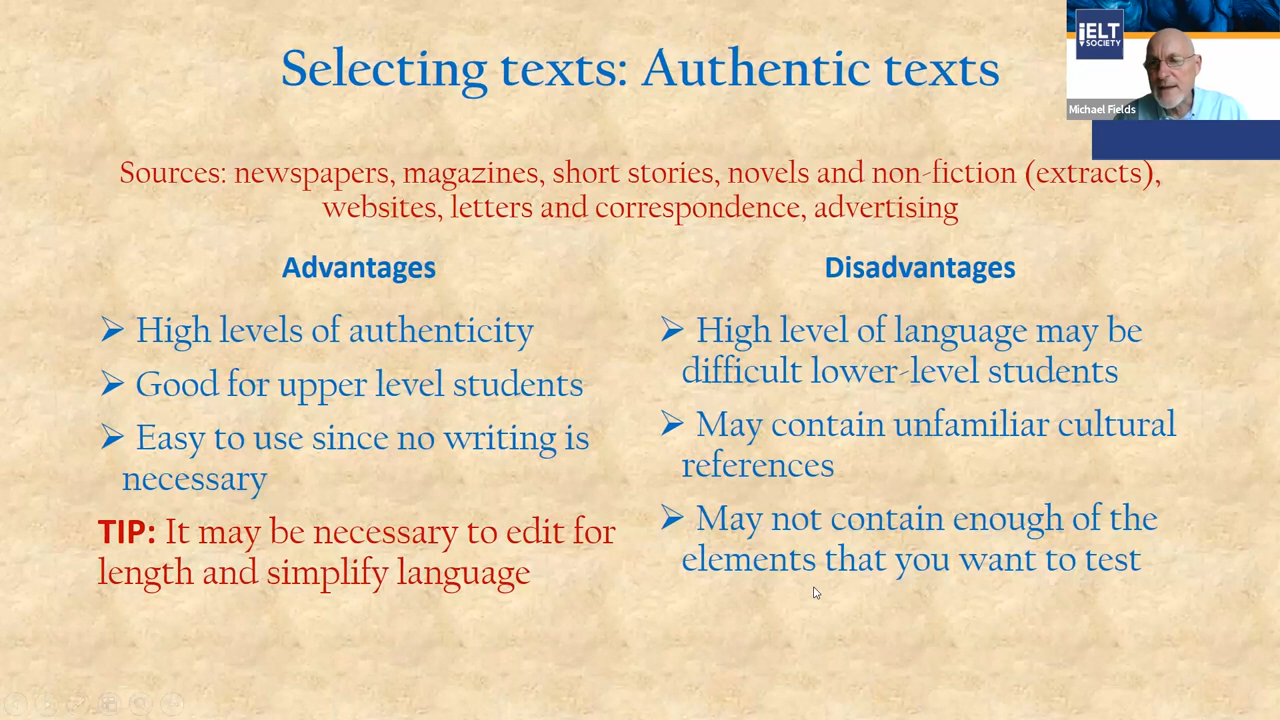 Selecting texts: Authentic texts
iELT
SOCIETY
Michael Fields
Sources: newspapers, magazines, short stories, novels and non-fiction (extracts),
websites, letters and correspondence, advertising
Advantages
➢ High levels of authenticity
➢ Good for upper level students
➢ Easy to use since no writing is
necessary
TIP: It may be necessary to edit for
length and simplify language
Disadvantages
➢ High level of language may be
difficult lower-level students
➢ May contain unfamiliar cultural
references
➢ May not contain enough of the
elements that you want to test